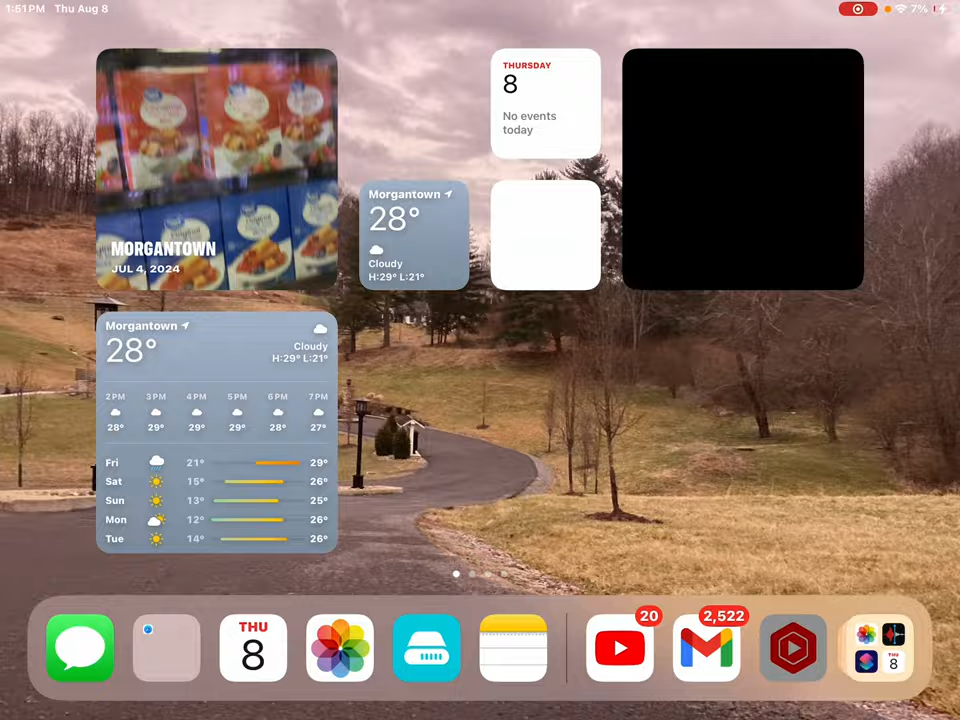 1:51 PM Thu Aug 8
7%
MORGANTOWN
JUL 4, 2024
THURSDAY
8
No events
today
Morgantown
28°
Cloudy
H:29° L:21°
Morgantown
28°
Cloudy
H:29° L:21°
2PM 3PM 4PM 5PM 6PM 7PM
28° 29° 29° 29° 28° 27°
Fri 21° 29°
Sat 15° 26°
Sun 13° 25°
Mon 12° 26°
Tue 14° 26°
THU
8
20
2,522
THU
8